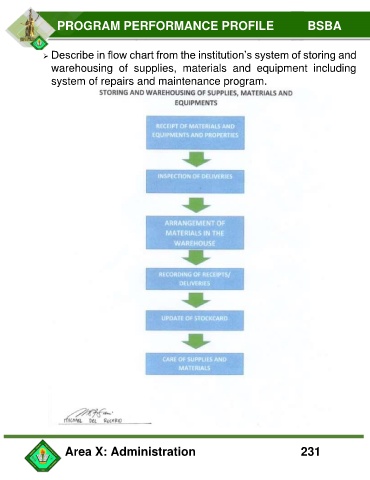 PROGRAM PERFORMANCE PROFILE BSBA
➢ Describe in flow chart from the institution's system of storing and
warehousing of supplies, materials and equipment including
system of repairs and maintenance program.
STORING AND WAREHOUSING OF SUPPLIES, MATERIALS AND
EQUIPMENTS
RECEIPT OF MATERIALS AND
EQUIPMENTS AND PROPERTIES
INSPECTION OF DELIVERIES
ARRANGEMENT OF
MATERIALS IN THE
WAREHOUSE
RECORDING OF RECEIPTS/
DELIVERIES
UPDATE OF STOCKCARD
CARE OF SUPPLIES AND
MATERIALS
MICHAEL DEL ROSARIO
Area X: Administration 231